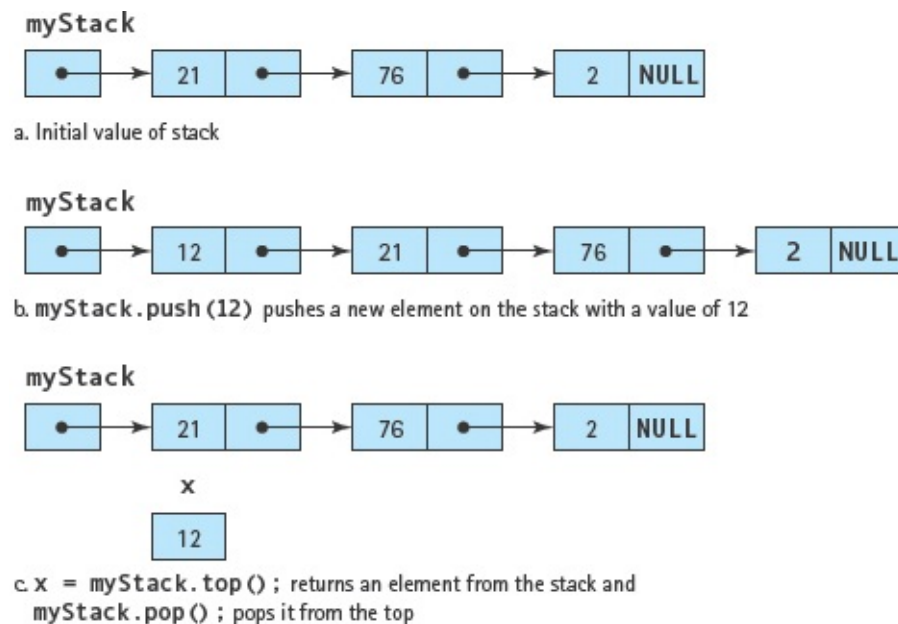 myStack
21 76 2 NULL
a. Initial value of stack
myStack
12 21 76 2 NULL
b. myStack.push(12) pushes a new element on the stack with a value of 12
myStack
21 76 2 NULL
x
12
c. x = myStack.top(); returns an element from the stack and
myStack.pop(); pops it from the top